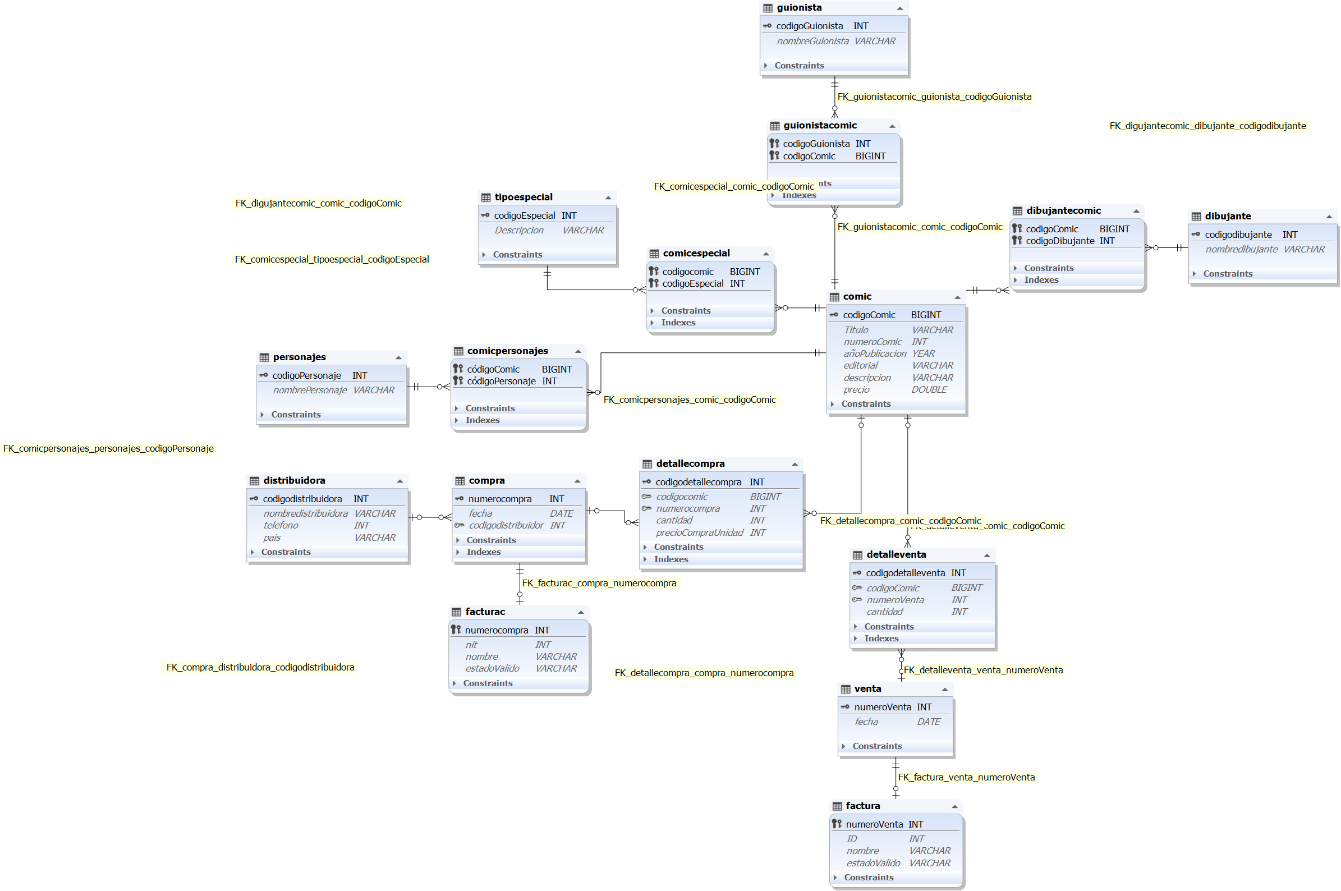 guionista
codigoGuionista INT
nombreGuionista VARCHAR
Constraints
FK_guionistacomic_guionista_codigoGuionista
guionistacomic
codigoGuionista INT
codigoComic BIGINT
nts
Indexes
FK_digujantecomic_dibujante_codigodibujante
FK_comicespecial_comic_codigoComic
FK_digujantecomic_comic_codigoComic
FK_comicespecial_tipoespecial_codigoEspecial
tipoespecial
codigoEspecial INT
Descripcion VARCHAR
Constraints
FK_guionistacomic_comic_codigoComic
dibujantecomic
codigoComic BIGINT
codigoDibujante INT
Constraints
Indexes
dibujante
codigodibujante INT
nombredibujante VARCHAR
Constraints
comicespecial
codigocomic BIGINT
codigoEspecial INT
Constraints
Indexes
comic
codigoComic BIGINT
Titulo VARCHAR
numeroComic INT
añoPublicacion YEAR
editorial VARCHAR
descripcion VARCHAR
precio DOUBLE
Constraints
personajes
codigoPersonaje INT
nombrePersonaje VARCHAR
Constraints
comicpersonajes
códigoComic BIGINT
códigoPersonaje INT
Constraints
Indexes
FK_comicpersonajes_comic_codigoComic
FK_comicpersonajes_personajes_codigoPersonaje
distribuidora
codigodistribuidora INT
nombredistribuidora VARCHAR
telefono INT
pais VARCHAR
Constraints
compra
numerocompra INT
fecha DATE
codigodistribuidor INT
Constraints
Indexes
detallecompra
codigodetallecompra INT
codigocomic BIGINT
numerocompra INT
cantidad INT
precioCompraUnidad INT
Constraints
Indexes
FK_detallecompra_comic_codigoComic
_comic_codigoComic
detalleventa
codigodetalleventa INT
codigoComic BIGINT
numeroVenta INT
cantidad INT
Constraints
Indexes
FK_facturac_compra_numerocompra
facturac
numerocompra INT
nit INT
nombre VARCHAR
estadoValido VARCHAR
Constraints
FK_compra_distribuidora_codigodistribuidora
FK_detallecompra_compra_numerocompra
FK_detalleventa_venta_numeroVenta
venta
numeroVenta INT
fecha DATE
Constraints
FK_factura_venta_numeroVenta
factura
numeroVenta INT
ID INT
nombre VARCHAR
estadoValido VARCHAR
Constraints